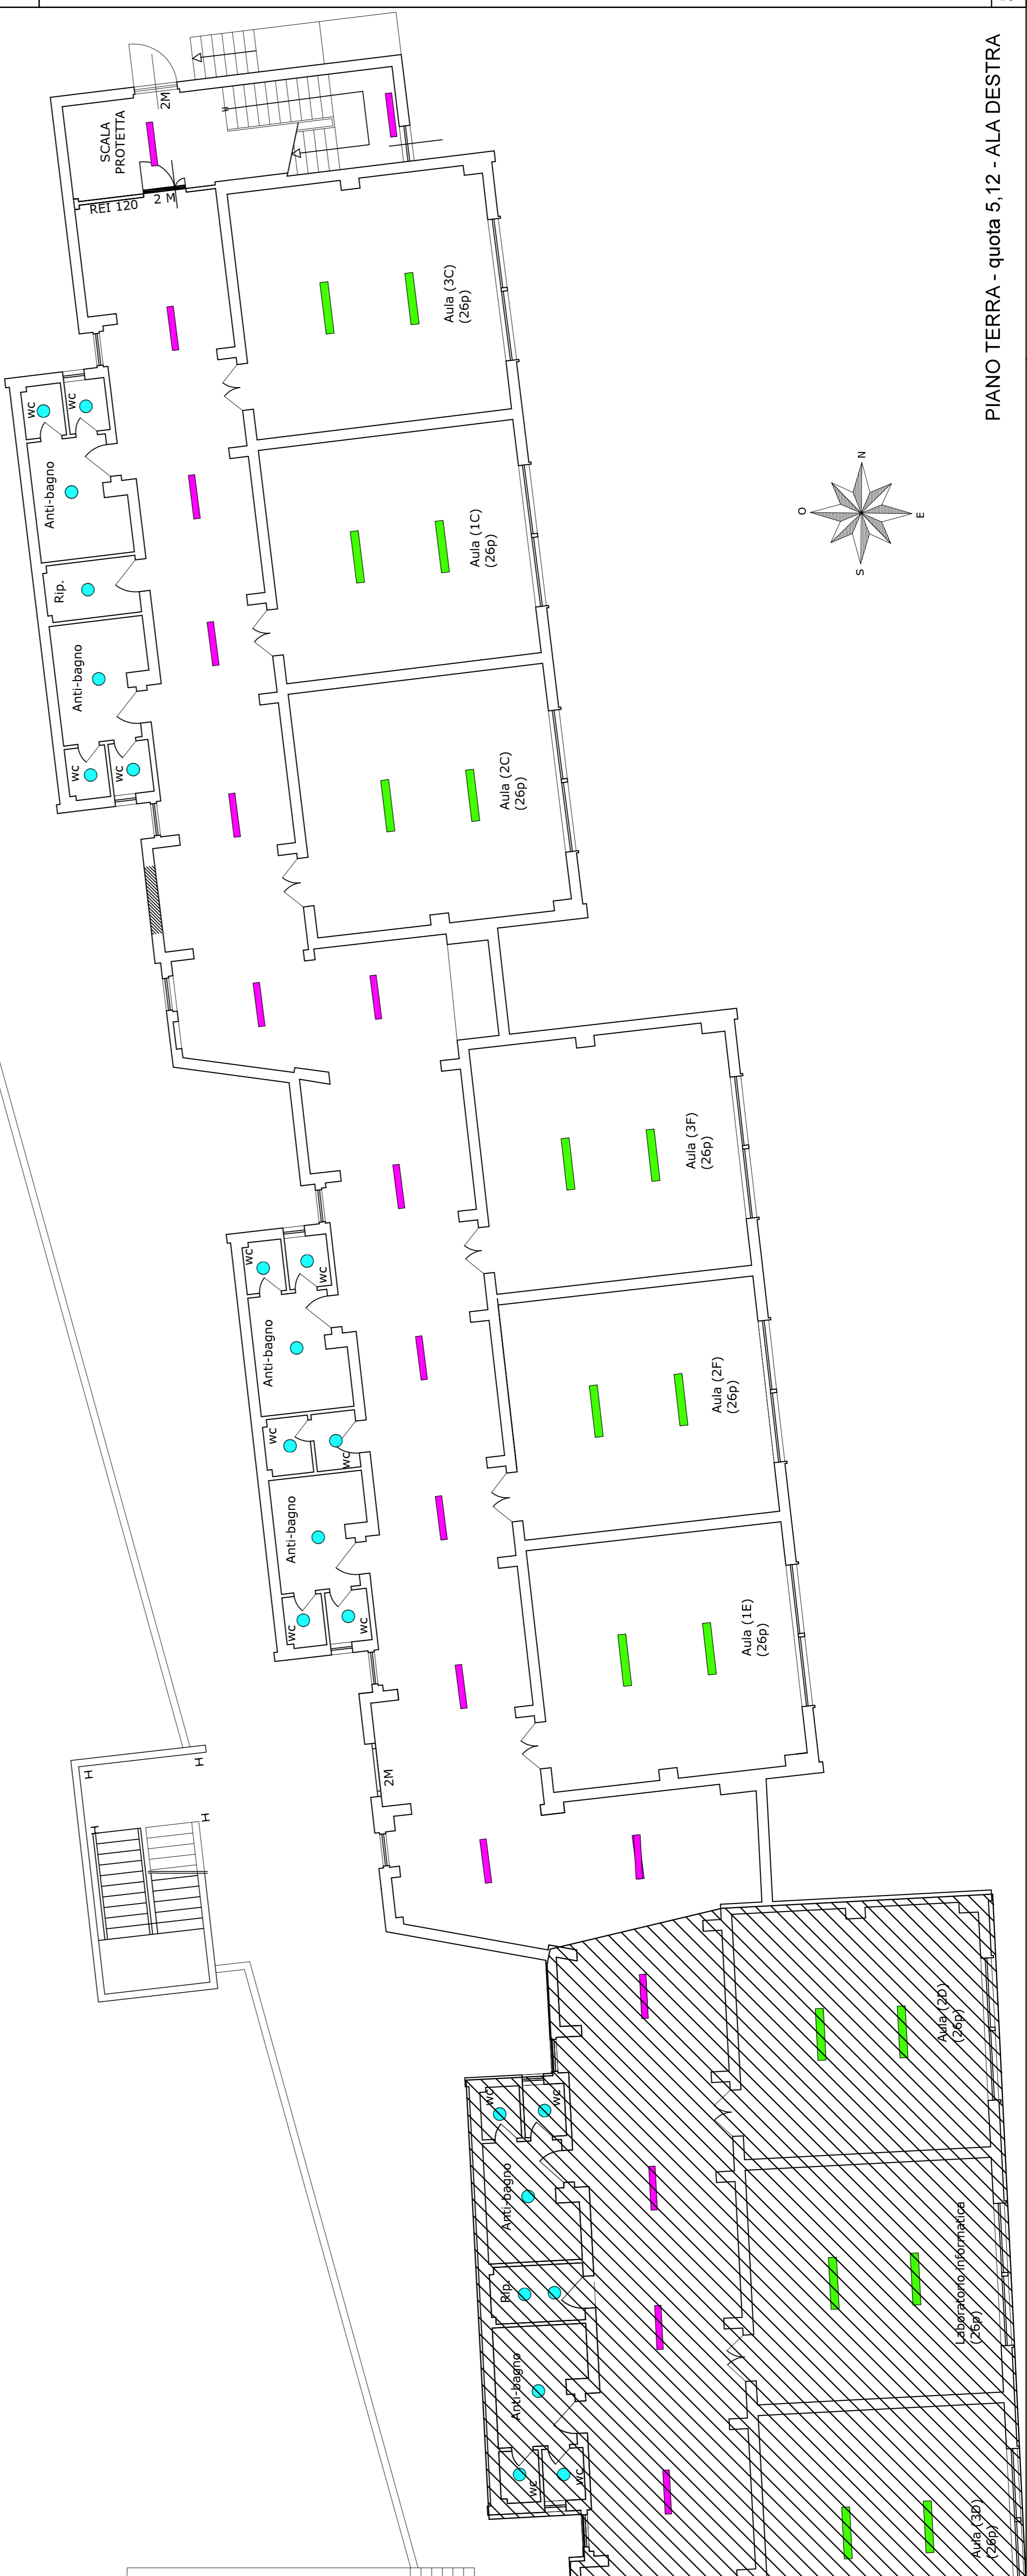 PIANO TERRA - quota 5,12 - ALA DESTRA
SCALA
PROTETTA
2M
REI 120
2 M
Aula (3C)
(26p)
wc
wc
Anti-bagno
Rip.
Anti-bagno
wc
wc
Aula (1C)
(26p)
N
O
E
S
Aula (2C)
(26p)
Aula (3F)
(26p)
wc
wc
Anti-bagno
wc
wc
Anti-bagno
wc
wc
Aula (2F)
(26p)
Aula (1E)
(26p)
2M
H
H
H
H
Aula (2D)
(26p)
wc
wc
Anti-bagno
Rip.
Anti-bagno
wc
wc
Laboratorio Informatica
(26p)
Aula (3D)
(26p)